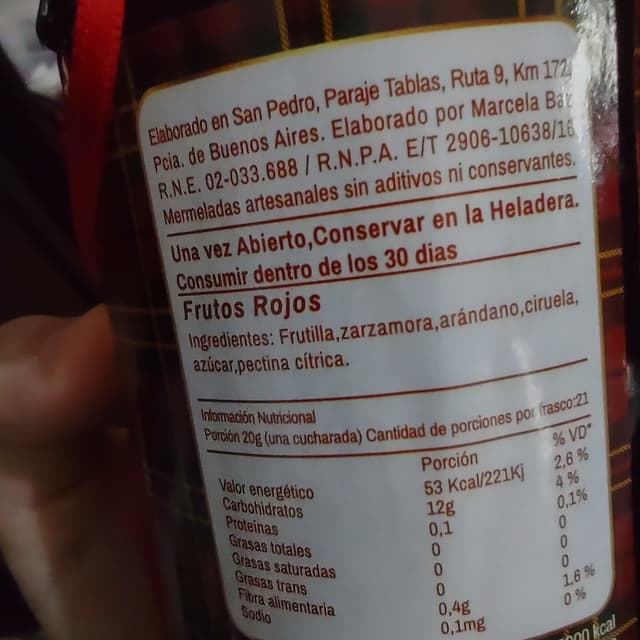 Elaborado en San Pedro, Paraje Tablas, Ruta 9, Km 172
Pcia. de Buenos Aires. Elaborado por Marcela
R.N.E. 02-033.688 / R.N.P.A. E/T 2906-10638/16
Mermeladas artesanales sin aditivos ni conservantes.
Una vez Abierto,Conservar en la Heladera.
Consumir dentro de los 30 dias
Frutos Rojos
Ingredientes: Frutilla,zarzamora,arándano,ciruela,
azúcar,pectina cítrica.
Información Nutricional
Porción 20g (una cucharada) Cantidad de porciones por frasco:21
Porción % VD*
Valor energético 53 Kcal/221Kj 2,6 %
Carbohidratos 12g 4 %
Proteínas 0,1 0,1%
Grasas totales 0 0
Grasas saturadas 0 0
Grasas trans 0 0
Fibra alimentaria 0,4g 1,6 %
Sodio 0,1mg 0 %
kcal